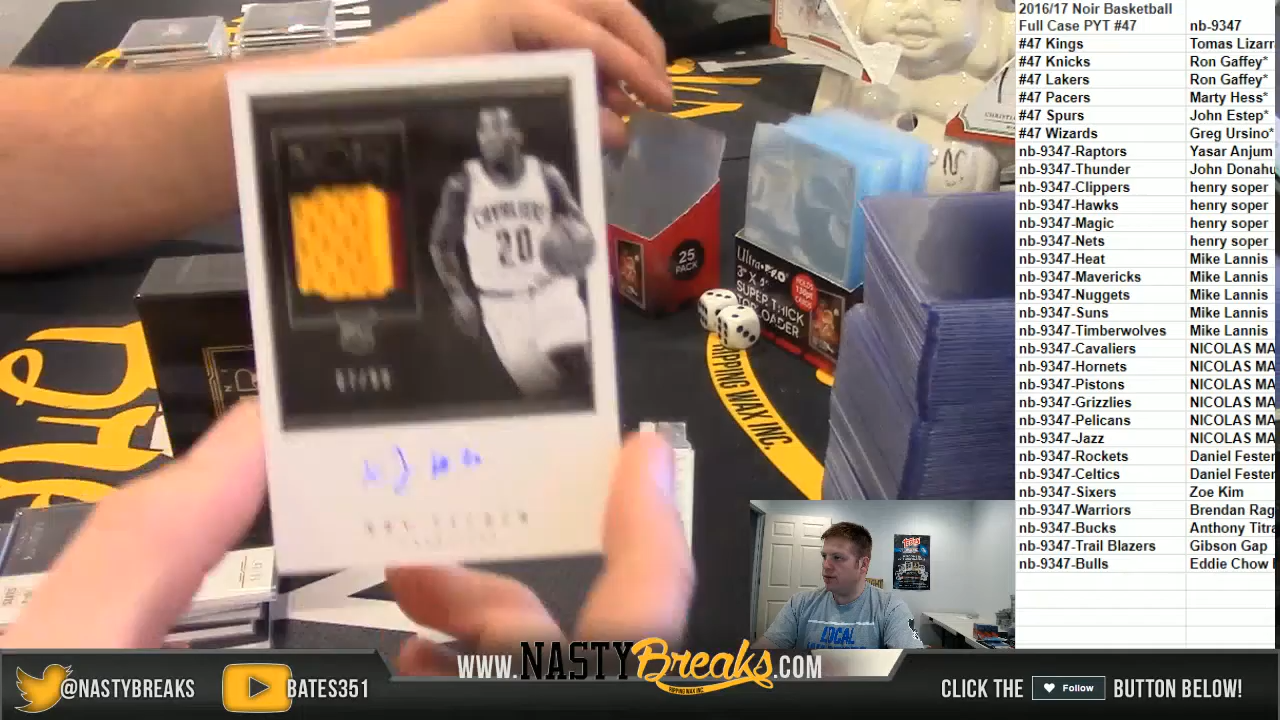 2016/17 Noir Basketball
Full Case PYT #47 nb-9347
#47 Kings Tomas Lizarr
#47 Knicks Ron Gaffey*
#47 Lakers Ron Gaffey*
#47 Pacers Marty Hess*
#47 Spurs John Estep*
#47 Wizards Greg Ursino*
nb-9347-Raptors Yasar Anjum
nb-9347-Thunder John Donahu
nb-9347-Clippers henry soper
nb-9347-Hawks henry soper
nb-9347-Magic henry soper
nb-9347-Nets henry soper
nb-9347-Heat Mike Lannis
nb-9347-Mavericks Mike Lannis
nb-9347-Nuggets Mike Lannis
nb-9347-Suns Mike Lannis
nb-9347-Timberwolves Mike Lannis
nb-9347-Cavaliers NICOLAS MA
nb-9347-Hornets NICOLAS MA
nb-9347-Pistons NICOLAS MA
nb-9347-Grizzlies NICOLAS MA
nb-9347-Pelicans NICOLAS MA
nb-9347-Jazz NICOLAS MA
nb-9347-Rockets Daniel Fester
nb-9347-Celtics Daniel Fester
nb-9347-Sixers Zoe Kim
nb-9347-Warriors Brendan Rag
nb-9347-Bucks Anthony Titra
nb-9347-Trail Blazers Gibson Gap
nb-9347-Bulls Eddie Chow
CAVALIERS
20
25
PACK
Ultra PRO
3" X 4"
SUPER THICK
TOPLOADER
HOLDS
130PT
CARDS
RIPPING WAX INC.
topps
LOCAL
@NASTYBREAKS
BATES351
WWW.NASTYBreaks.COM
RIPPING WAX INC.
CLICK THE Follow BUTTON BELOW!